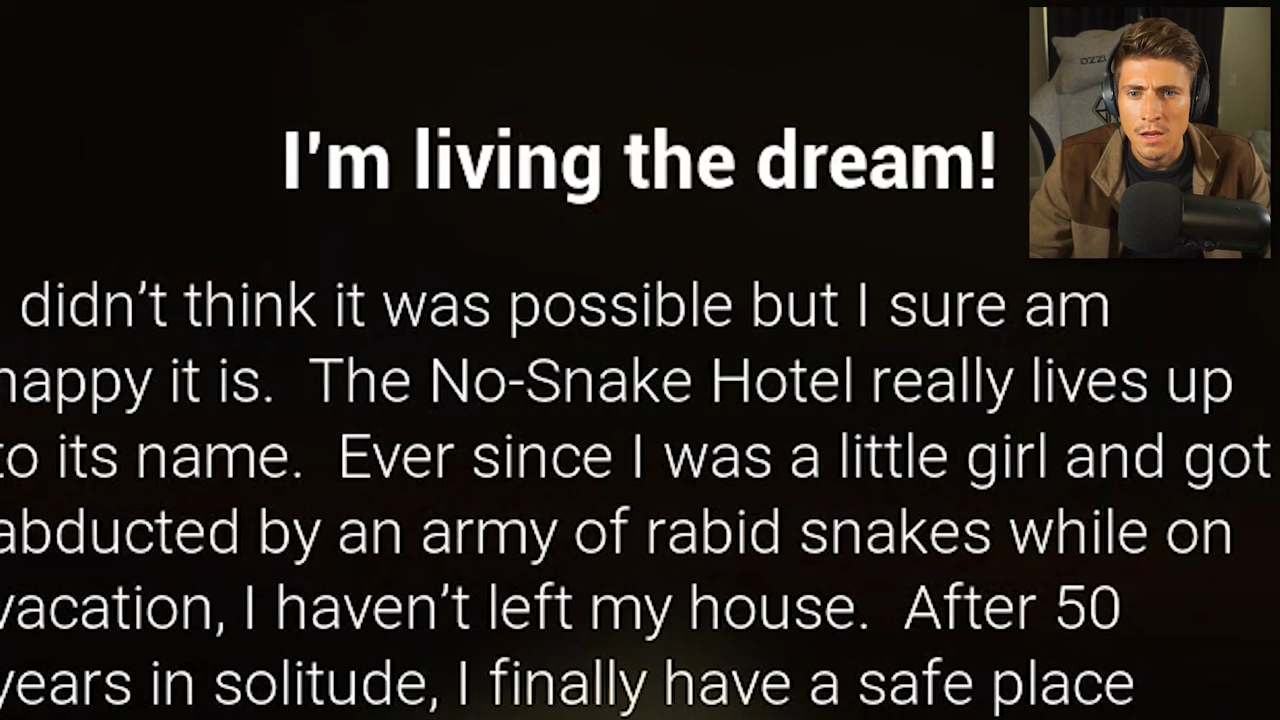 I'm living the dream!
didn’t think it was possible but I sure am
happy it is.  The No-Snake Hotel really lives up
to its name.  Ever since I was a little girl and got
abducted by an army of rabid snakes while on
vacation, I haven’t left my house.  After 50
years in solitude, I finally have a safe place